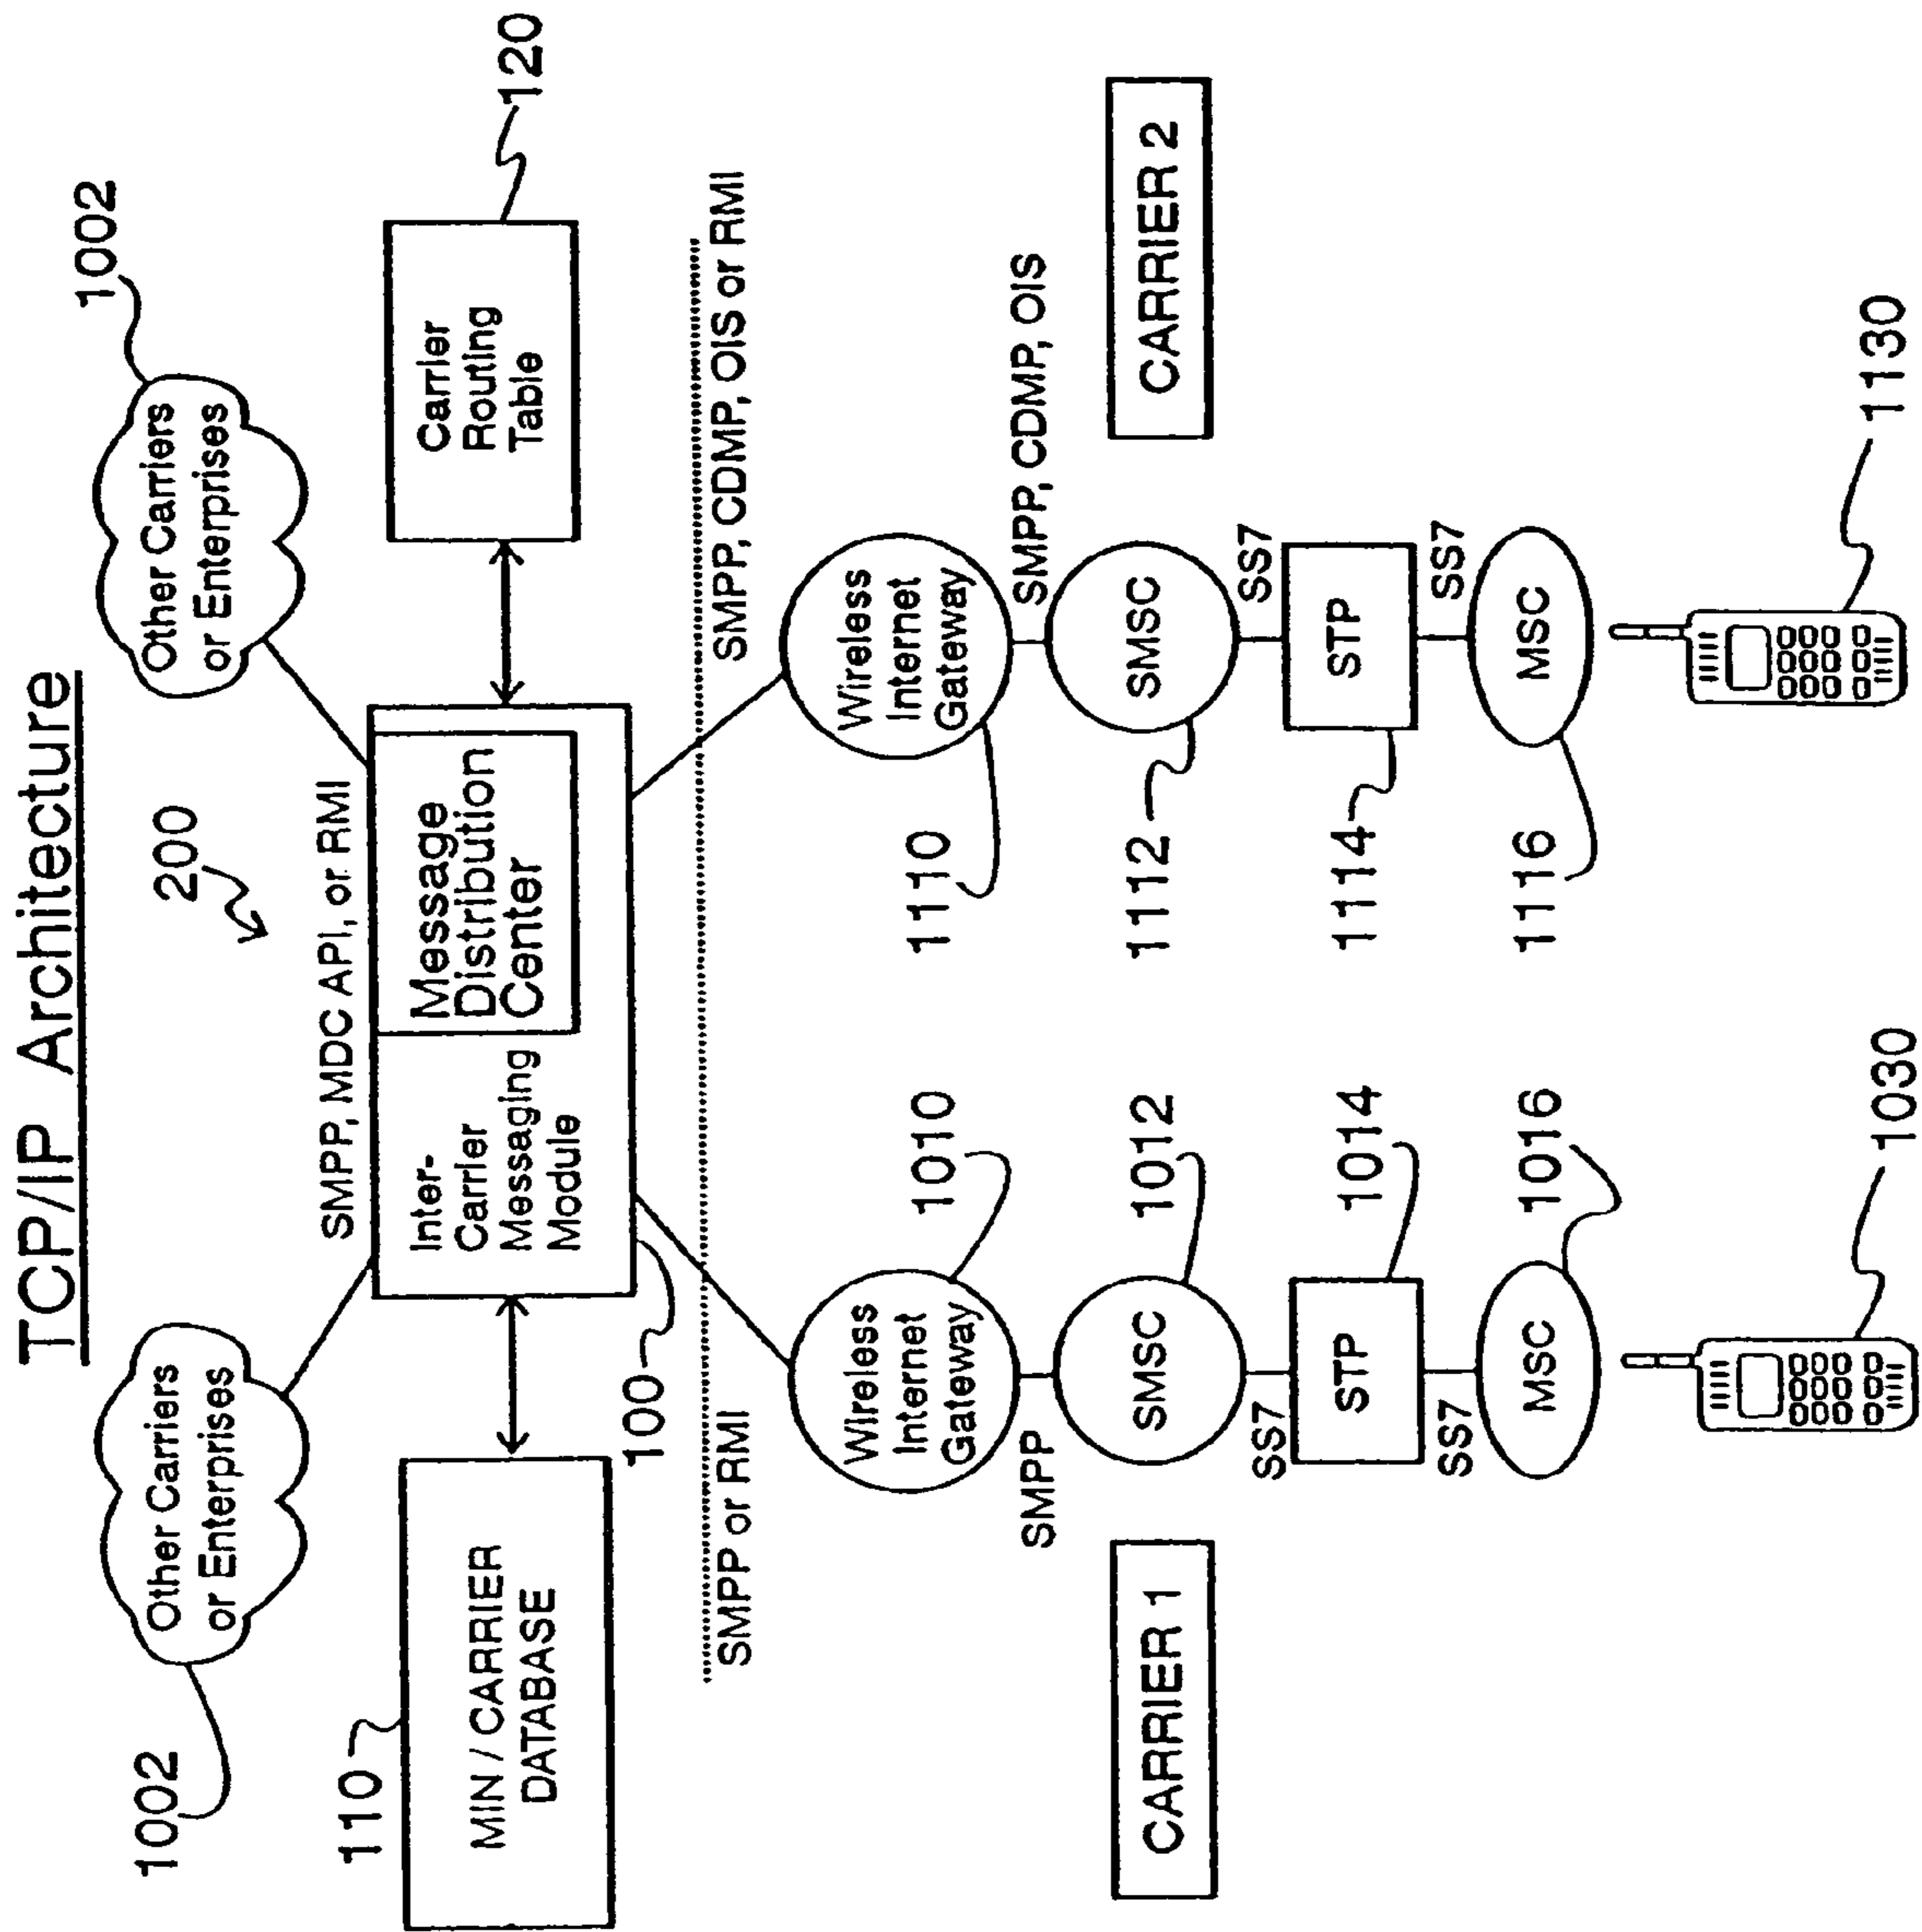 TCP/IP Architecture
1002
Other Carriers
or Enterprises
200
1002
Other Carriers
or Enterprises
SMPP, MDC API, or RMI
110
MIN / CARRIER
DATABASE
Inter-
Carrier
Messaging
Module
Message
Distribution
Center
Carrier
Routing
Table
120
100
SMPP or RMI
SMPP, CDMP, OIS or RMI
Wireless
Internet
Gateway
1010
Wireless
Internet
Gateway
1110
SMPP
SMPP, CDMP, OIS
CARRIER 1
SMSC
1012
1112
SMSC
CARRIER 2
SS7
SS7
STP
1014
1114
STP
SS7
SS7
MSC
1016
1116
MSC
1030
1130